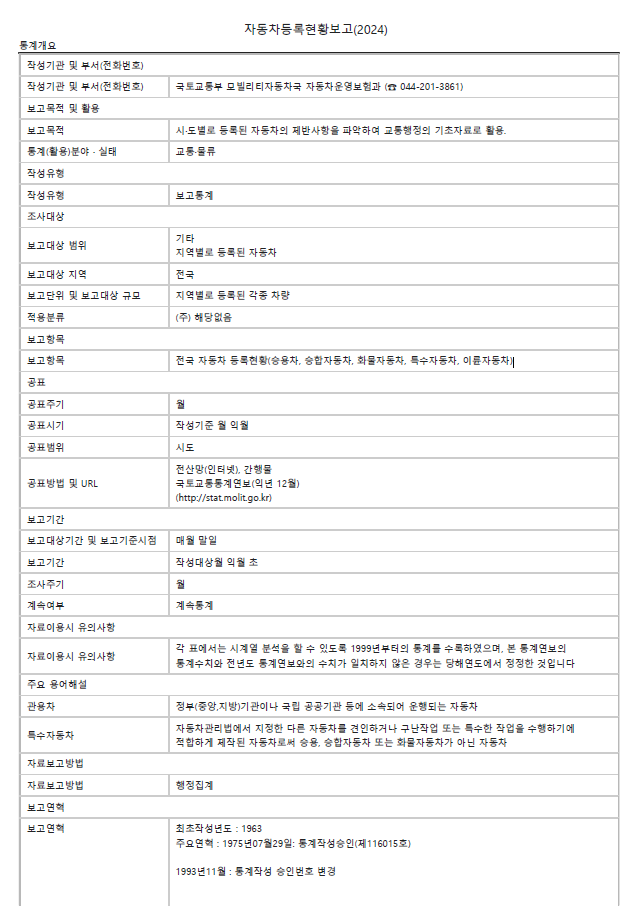 자동차등록현황보고(2024)
통계개요
작성기관 및 부서(전화번호)
작성기관 및 부서(전화번호) 국토교통부 모빌리티자동차국 자동차운영보험과 (☎ 044-201-3861)
보고목적 및 활용
보고목적 시·도별로 등록된 자동차의 제반사항을 파악하여 교통행정의 기초자료로 활용.
통계(활용)분야 · 실태 교통·물류
작성유형
작성유형 보고통계
조사대상
보고대상 범위 기타
지역별로 등록된 자동차
보고대상 지역 전국
보고단위 및 보고대상 규모 지역별로 등록된 각종 차량
적용분류 (주) 해당없음
보고항목
보고항목 전국 자동차 등록현황(승용차, 승합자동차, 화물자동차, 특수자동차, 이륜자동차)
공표
공표주기 월
공표시기 작성기준 월 익월
공표범위 시도
공표방법 및 URL 전산망(인터넷), 간행물
국토교통통계연보(익년 12월)
(http://stat.molit.go.kr)
보고기간
보고대상기간 및 보고기준시점 매월 말일
보고기간 작성대상월 익월 초
조사주기 월
계속여부 계속통계
자료이용시 유의사항
자료이용시 유의사항 각 표에서는 시계열 분석을 할 수 있도록 1999년부터의 통계를 수록하였으며, 본 통계연보의
통계수치와 전년도 통계연보와의 수치가 일치하지 않은 경우는 당해연도에서 정정한 것입니다
주요 용어해설
관용차 정부(중앙,지방)기관이나 국립 공공기관 등에 소속되어 운행되는 자동차
특수자동차 자동차관리법에서 지정한 다른 자동차를 견인하거나 구난작업 또는 특수한 작업을 수행하기에
적합하게 제작된 자동차로써 승용, 승합자동차 또는 화물자동차가 아닌 자동차
자료보고방법
자료보고방법 행정집계
보고연혁
보고연혁 최초작성년도 : 1963
주요연혁 : 1975년07월29일: 통계작성승인(제116015호)
1993년11월 : 통계작성 승인번호 변경